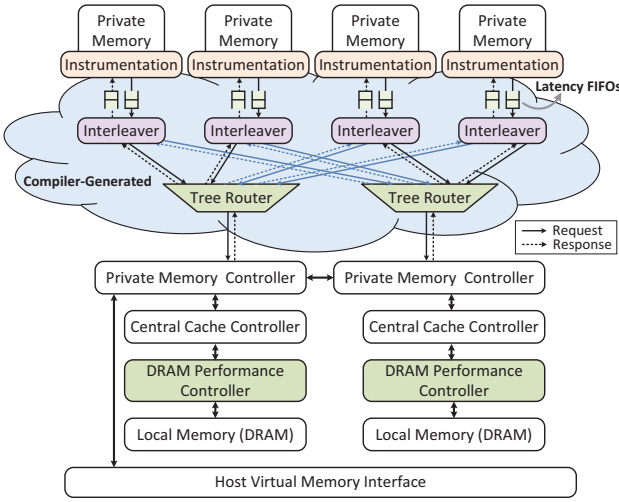 Private Memory Private Memory Private Memory Private Memory
Instrumentation Instrumentation Instrumentation Instrumentation
Latency FIFOs
Interleaver Interleaver Interleaver Interleaver
Compiler-Generated
Tree Router Tree Router
Request
Response
Private Memory Controller Private Memory Controller
Central Cache Controller Central Cache Controller
DRAM Performance Controller DRAM Performance Controller
Local Memory (DRAM) Local Memory (DRAM)
Host Virtual Memory Interface